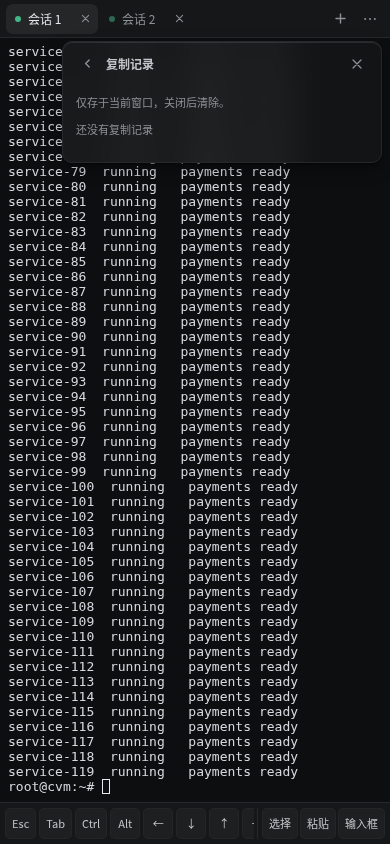 会话 1
会话 2
复制记录
仅存于当前窗口，关闭后清除。
还没有复制记录
service
service
service
service
service
service
service
service
service-79 running payments ready
service-80 running payments ready
service-81 running payments ready
service-82 running payments ready
service-83 running payments ready
service-84 running payments ready
service-85 running payments ready
service-86 running payments ready
service-87 running payments ready
service-88 running payments ready
service-89 running payments ready
service-90 running payments ready
service-91 running payments ready
service-92 running payments ready
service-93 running payments ready
service-94 running payments ready
service-95 running payments ready
service-96 running payments ready
service-97 running payments ready
service-98 running payments ready
service-99 running payments ready
service-100 running payments ready
service-101 running payments ready
service-102 running payments ready
service-103 running payments ready
service-104 running payments ready
service-105 running payments ready
service-106 running payments ready
service-107 running payments ready
service-108 running payments ready
service-109 running payments ready
service-110 running payments ready
service-111 running payments ready
service-112 running payments ready
service-113 running payments ready
service-114 running payments ready
service-115 running payments ready
service-116 running payments ready
service-117 running payments ready
service-118 running payments ready
service-119 running payments ready
root@cvm:~#
Esc Tab Ctrl Alt ← ↓ ↑ 选择 粘贴 输入框